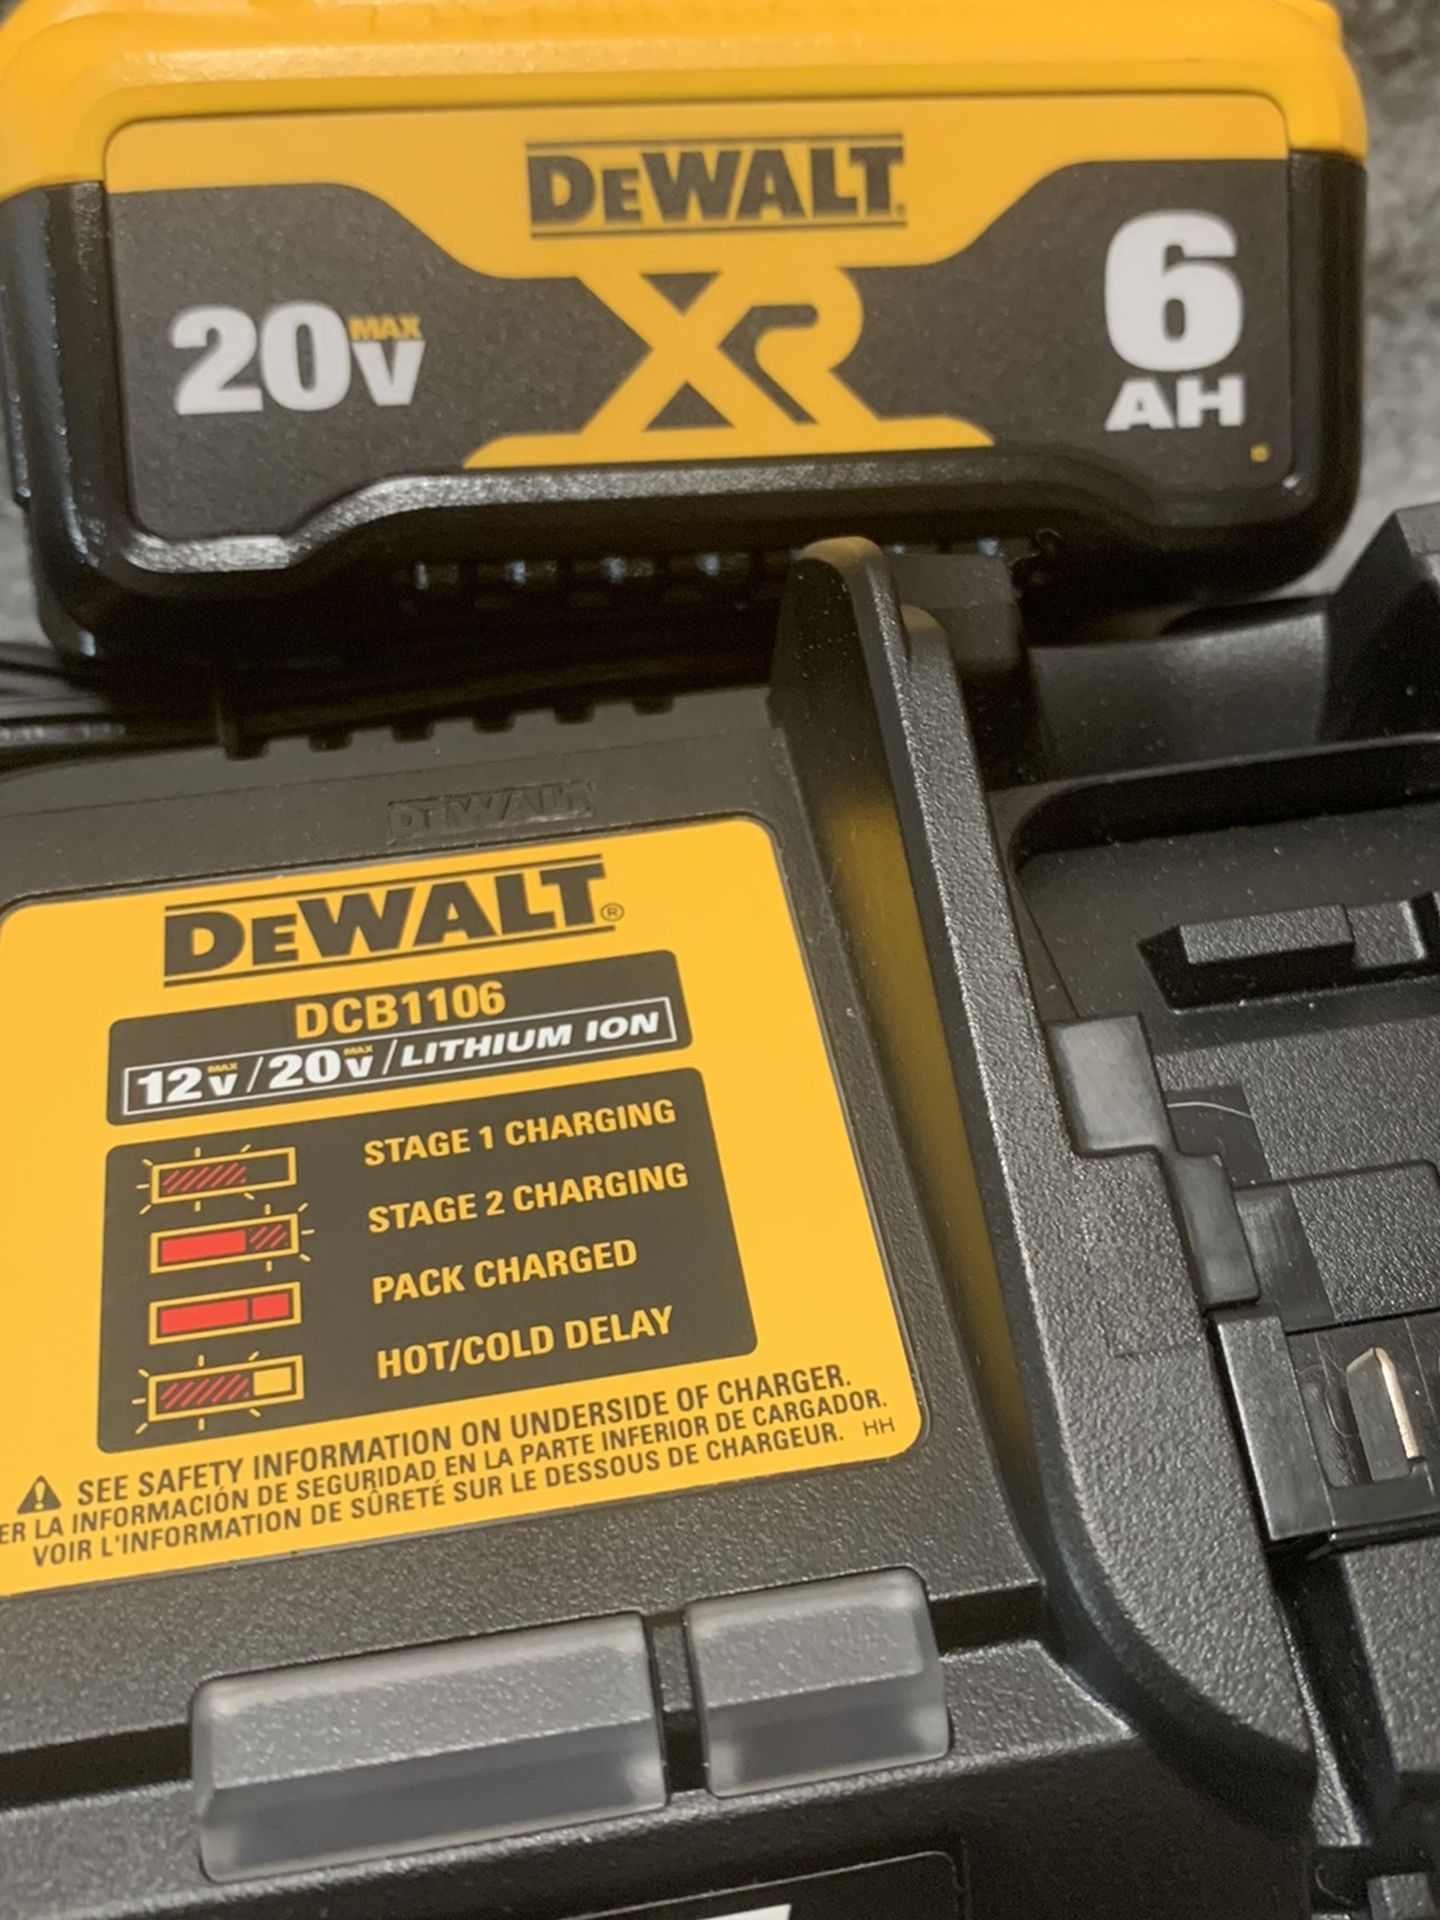 DEWALT
20V MAX
XR
6
AH
DEWALT
DEWALT®
DCB1106
12V MAX / 20V MAX / LITHIUM ION
STAGE 1 CHARGING
STAGE 2 CHARGING
PACK CHARGED
HOT/COLD DELAY
SEE SAFETY INFORMATION ON UNDERSIDE OF CHARGER.
LA INFORMACIÓN DE SEGURIDAD EN LA PARTE INFERIOR DE CARGADOR.
VOIR L'INFORMATION DE SÛRETÉ SUR LE DESSOUS DE CHARGEUR. HH